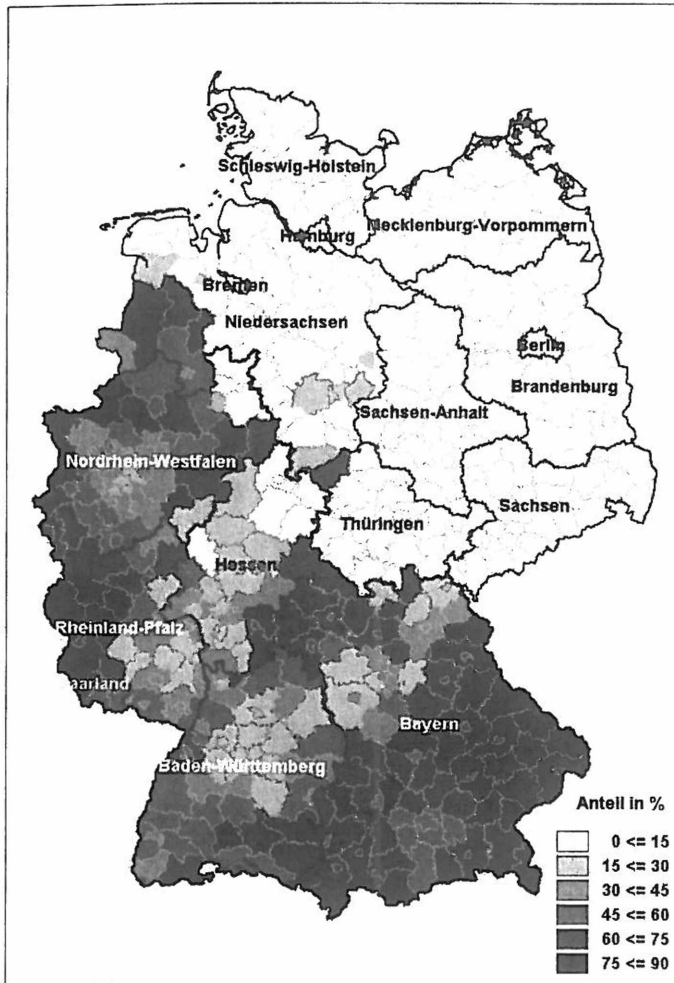 Schleswig-Holstein
Mecklenburg-Vorpommern
Hamburg
Bremen
Niedersachsen
Berlin
Brandenburg
Sachsen-Anhalt
Nordrhein-Westfalen
Sachsen
Thüringen
Hessen
Rheinland-Pfalz
aarland
Bayern
Baden-Württemberg
Anteil in %
0 <= 15
15 <= 30
30 <= 45
45 <= 60
60 <= 75
75 <= 90